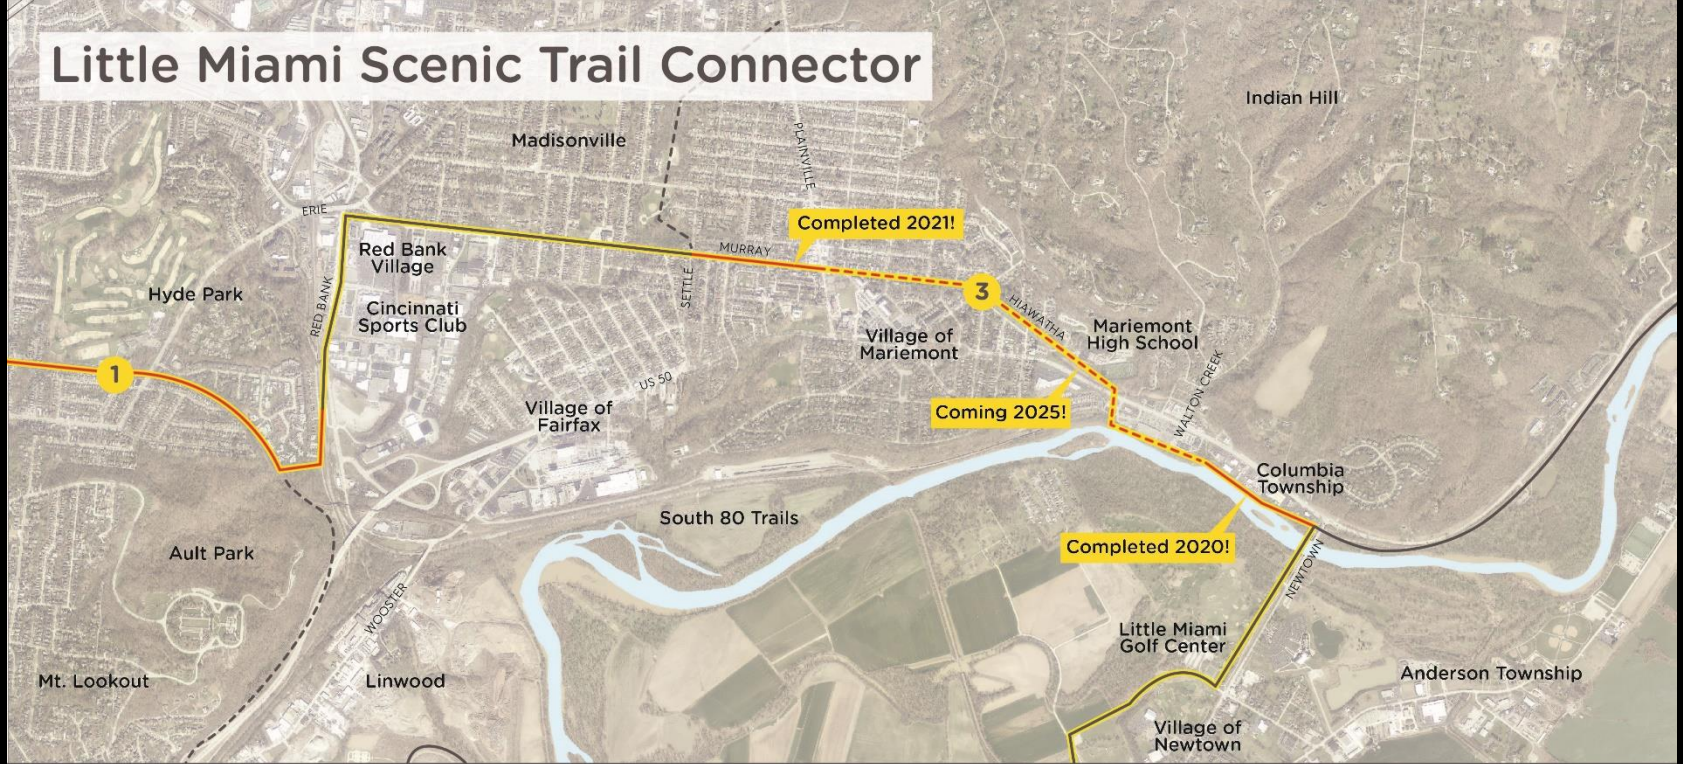 Little Miami Scenic Trail Connector
Indian Hill
Madisonville
PLAINVILLE
ERIE
Completed 2021!
MURRAY
Red Bank
Village
SETTLE
Hyde Park
RED BANK
Cincinnati
Sports Club
3
HIAWATHA
Mariemont
High School
Village of
Mariemont
1
US 50
WALTON CREEK
Village of
Fairfax
Coming 2025!
Columbia
Township
South 80 Trails
Completed 2020!
Ault Park
NEWTOWN
WOOSTER
Little Miami
Golf Center
Mt. Lookout
Linwood
Anderson Township
Village of
Newtown